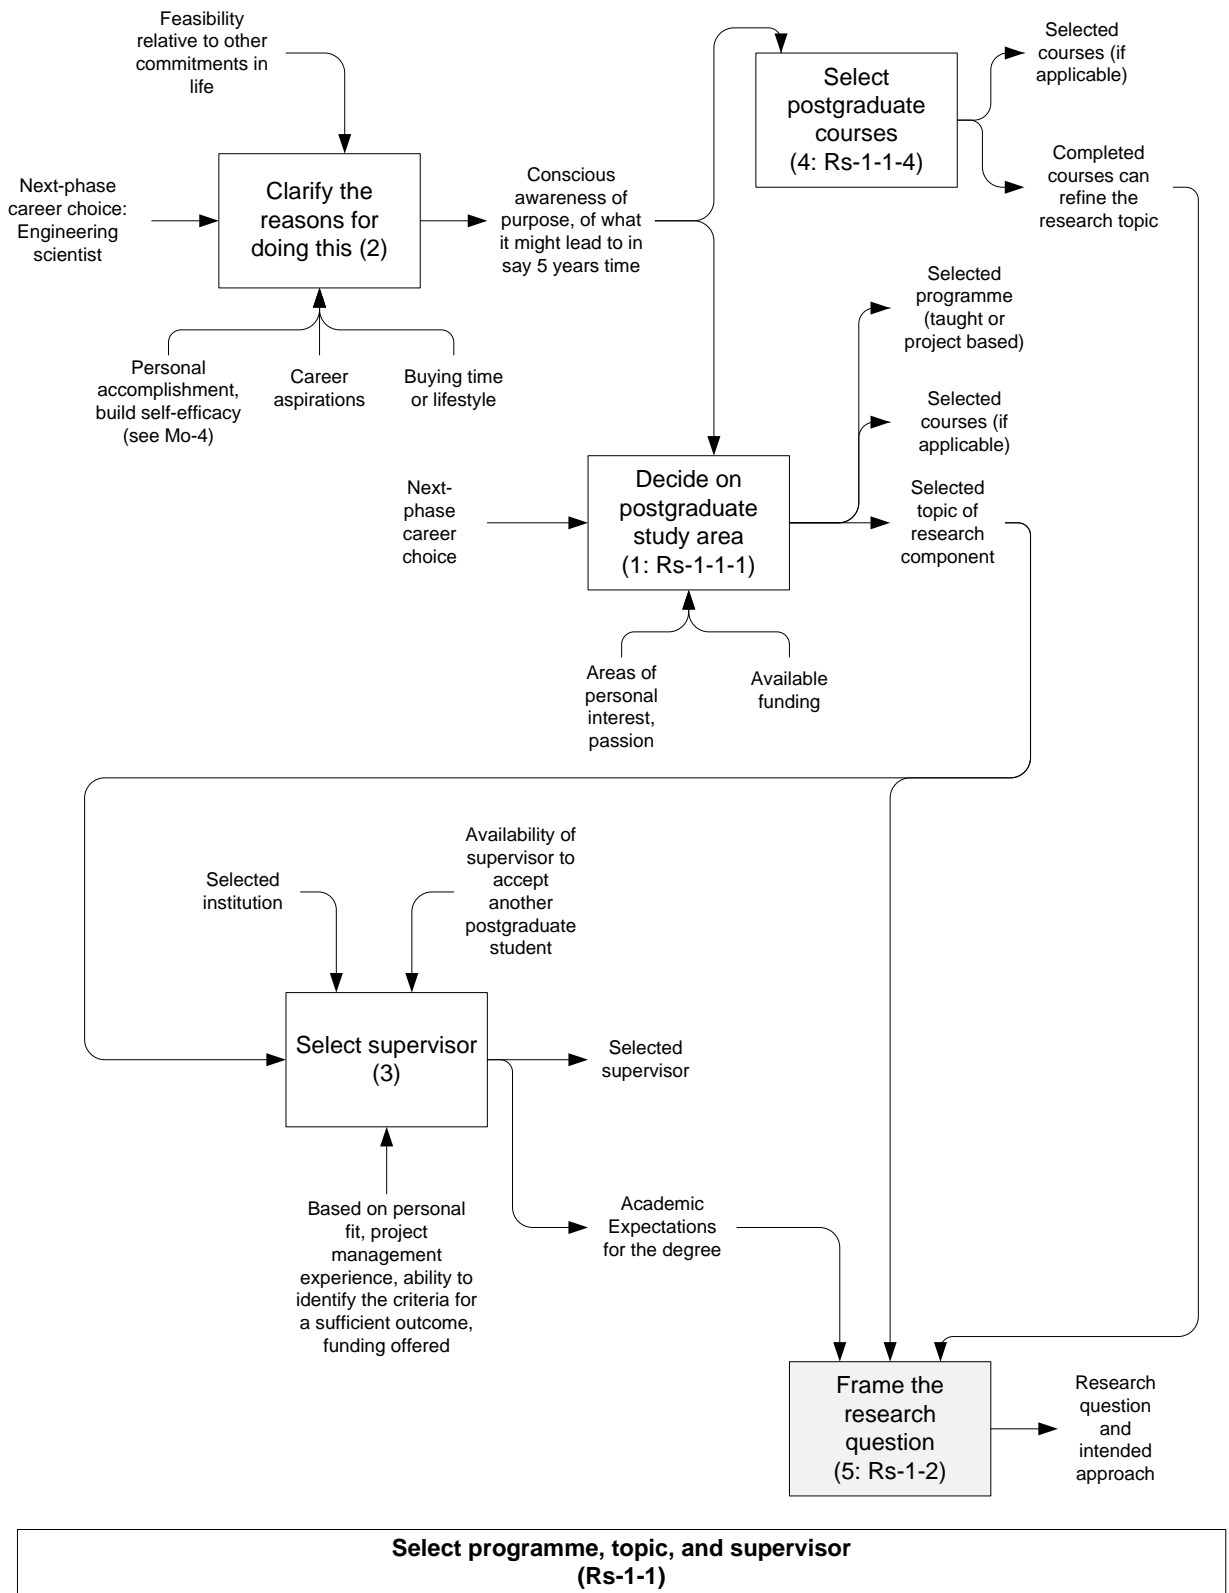 Feasibility
relative to other
commitments in
life
Select
postgraduate
courses
(4: Rs-1-1-4)
Selected
courses (if
applicable)
Next-phase
career choice:
Engineering
scientist
Clarify the
reasons for
doing this (2)
Conscious
awareness of
purpose, of what
it might lead to in
say 5 years time
Completed
courses can
refine the
research topic
Selected
programme
(taught or
project based)
Personal
accomplishment,
build self-efficacy
(see Mo-4)
Career
aspirations
Buying time
or lifestyle
Selected
courses (if
applicable)
Next-
phase
career
choice
Decide on
postgraduate
study area
(1: Rs-1-1-1)
Selected
topic of
research
component
Areas of
personal
interest,
passion
Available
funding
Selected
institution
Availability of
supervisor to
accept
another
postgraduate
student
Select supervisor
(3)
Selected
supervisor
Based on personal
fit, project
management
experience, ability to
identify the criteria for
a sufficient outcome,
funding offered
Academic
Expectations
for the degree
Frame the
research
question
(5: Rs-1-2)
Research
question
and
intended
approach
Select programme, topic, and supervisor
(Rs-1-1)